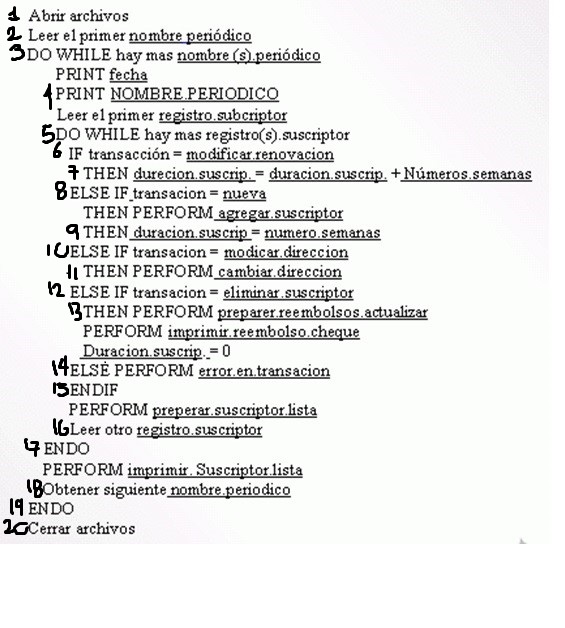 1 Abrir archivos
2 Leer el primer nombre periódico
3 DO WHILE hay mas nombre (s).periódico
PRINT fecha
4 PRINT NOMBRE.PERIODICO
Leer el primer registro.subcriptor
5 DO WHILE hay mas registro(s).suscriptor
6 IF transacción = modificar.renovacion
7 THEN durecion.suscrip. = duracion.suscrip. + Números.semanas
8 ELSE IF transacion = nueva
THEN PERFORM agregar.suscriptor
9 THEN duracion.suscrip = numero.semanas
10 ELSE IF transacion = modicar.direccion
11 THEN PERFORM cambiar.direccion
12 ELSE IF transacion = eliminar.suscriptor
13 THEN PERFORM preparer.reembolsos.actualizar
PERFORM imprimir.reembolso.cheque
Duracion.suscrip. = 0
14 ELSE PERFORM error.en.transacion
15 ENDIF
PERFORM preperar.suscriptor.lista
16 Leer otro registro.suscriptor
17 ENDO
PERFORM imprimir. Suscriptor.lista
18 Obtener siguiente nombre.periodico
19 ENDO
20 Cerrar archivos